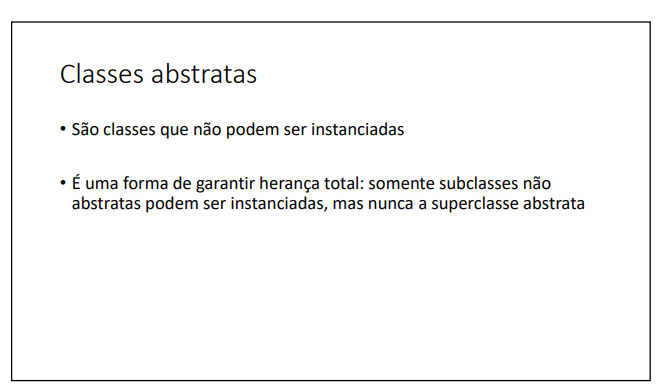 Classes abstratas
• São classes que não podem ser instanciadas
• É uma forma de garantir herança total: somente subclasses não
abstratas podem ser instanciadas, mas nunca a superclasse abstrata